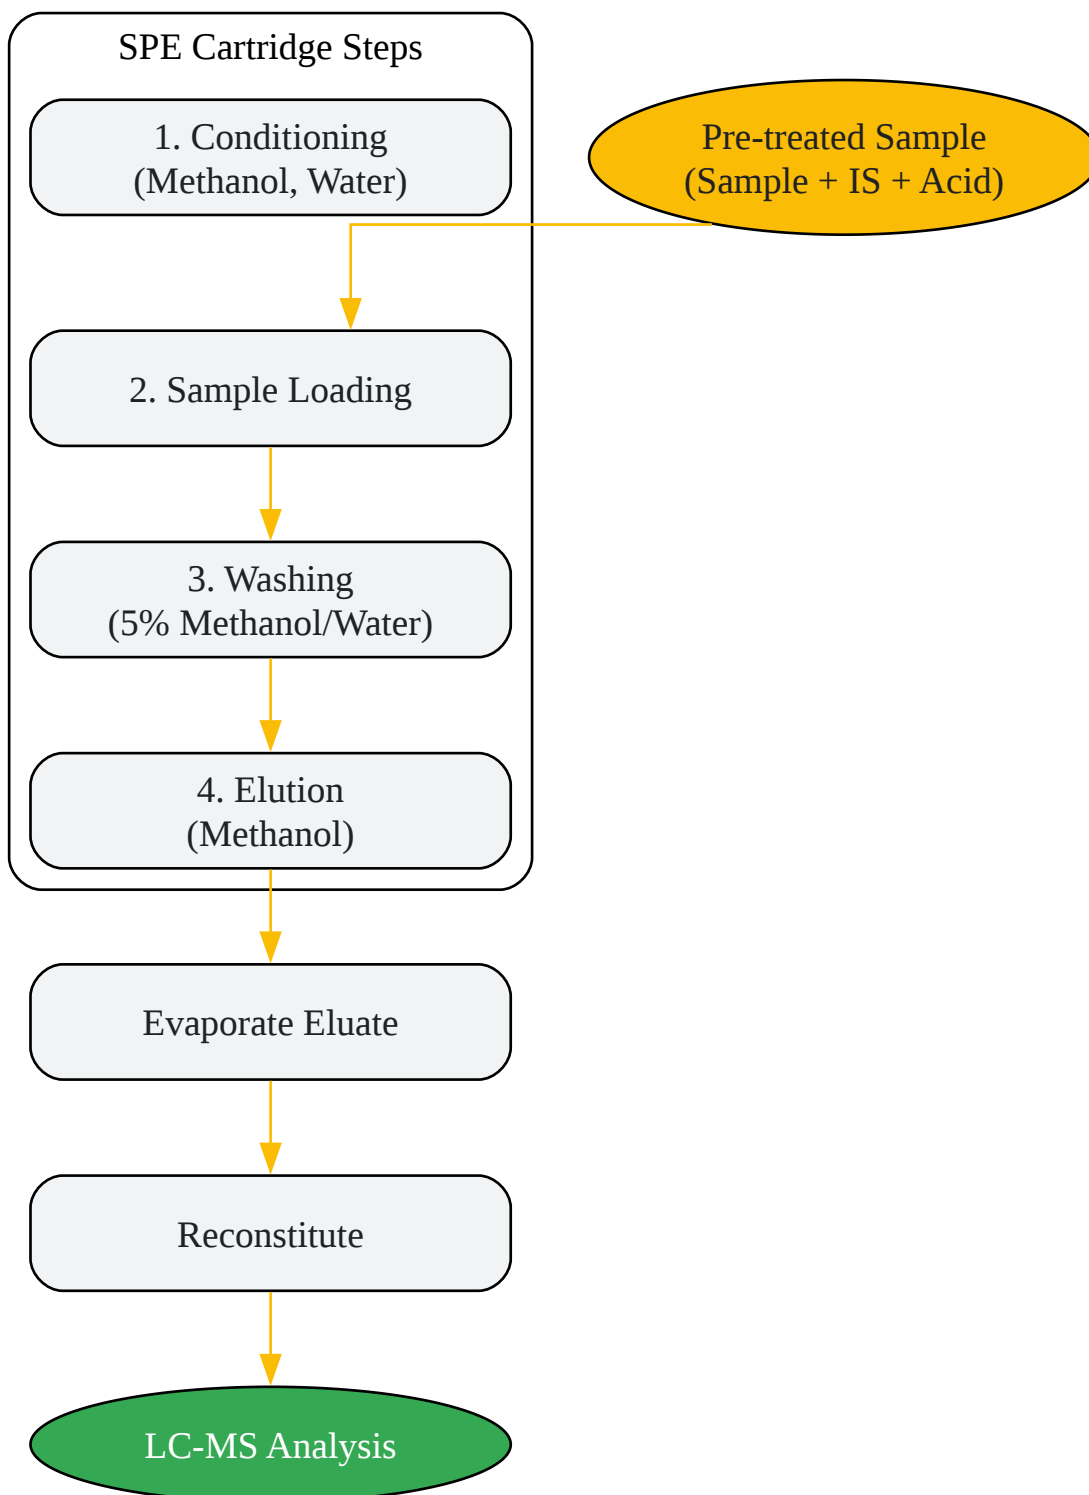 SPE Cartridge Steps
1. Conditioning
(Methanol, Water)
Pre-treated Sample
(Sample + IS + Acid)
2. Sample Loading
3. Washing
(5% Methanol/Water)
4. Elution
(Methanol)
Evaporate Eluate
Reconstitute
LC-MS Analysis